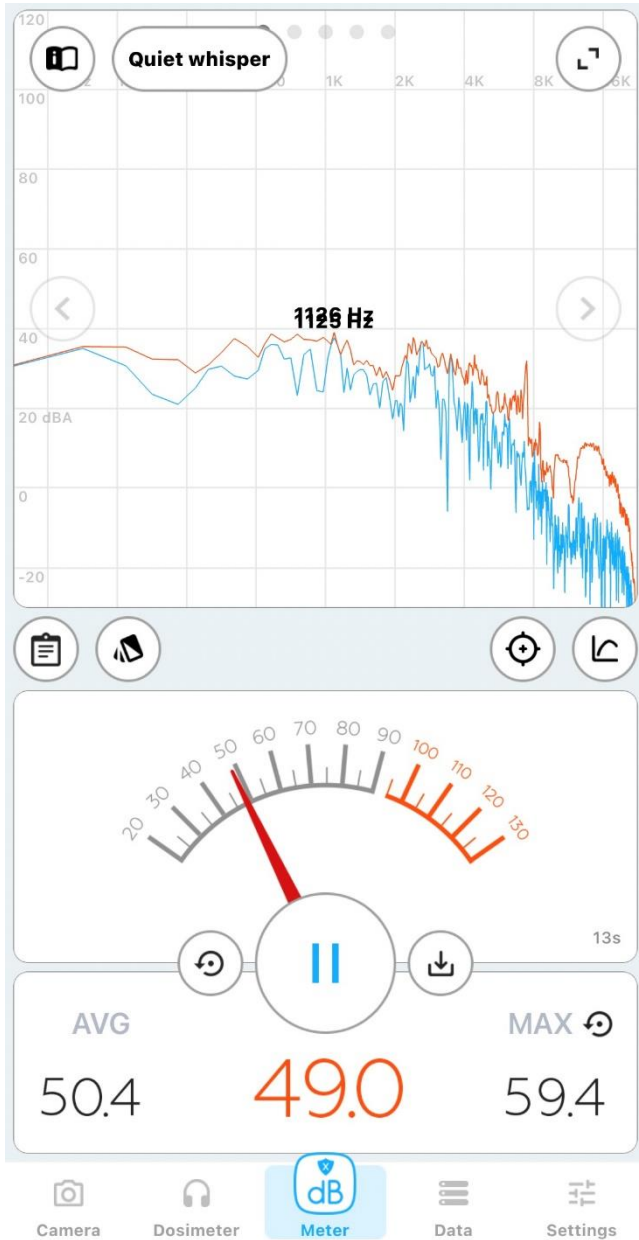 120
Quiet whisper
1K 2K 4K 8K
100
80
60
1126 Hz
1125 Hz
40
20 dBA
0
-20
20 30 40 50 60 70 80 90 100 110 120 130
13s
AVG MAX
50.4 49.0 59.4
dB
Camera Dosimeter Meter Data Settings